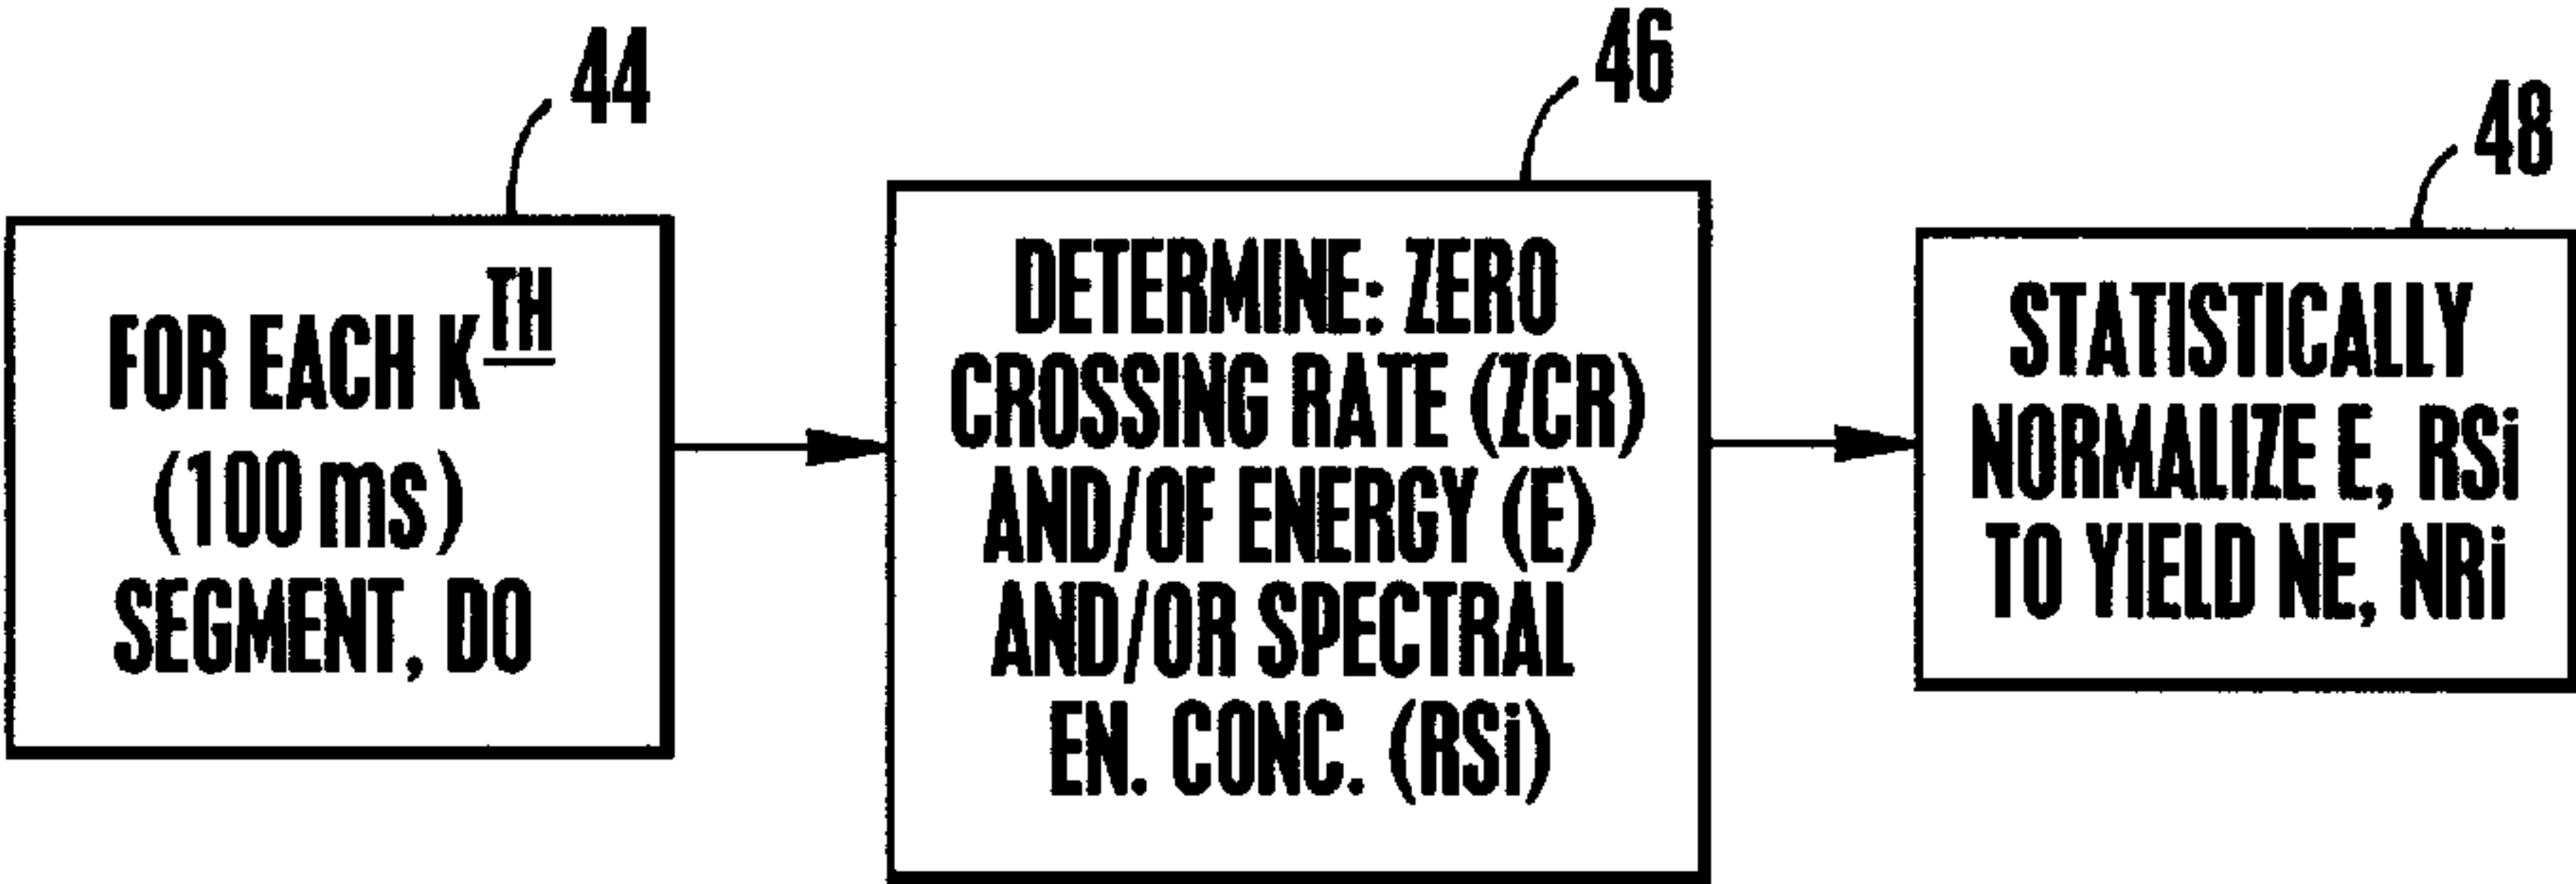 44
FOR EACH KTH
(100 ms)
SEGMENT, DO
46
DETERMINE: ZERO
CROSSING RATE (ZCR)
AND/OF ENERGY (E)
AND/OR SPECTRAL
EN. CONC. (RSi)
48
STATISTICALLY
NORMALIZE E, RSi
TO YIELD NE, NRi